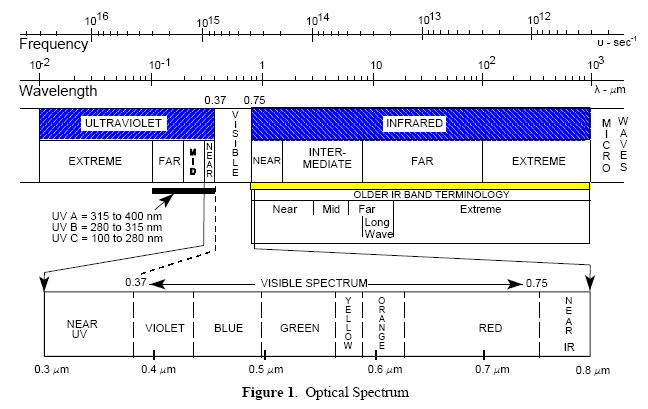 10^16 10^15 10^14 10^13 10^12
Frequency υ - sec^-1
10^-2 10^-1 1 10 10^2 10^3
Wavelength 0.37 0.75 λ - μm
ULTRAVIOLET VISIBLE INFRARED MICRO WAVES
EXTREME FAR MID NEAR NEAR INTER-MEDIATE FAR EXTREME
OLDER IR BAND TERMINOLOGY
Near Mid Far Extreme
Long
Wave
UV A = 315 to 400 nm
UV B = 280 to 315 nm
UV C = 100 to 280 nm
0.37 VISIBLE SPECTRUM 0.75
NEAR UV VIOLET BLUE GREEN YELLOW ORANGE RED NEAR IR
0.3 μm 0.4 μm 0.5 μm 0.6 μm 0.7 μm 0.8 μm
Figure 1. Optical Spectrum